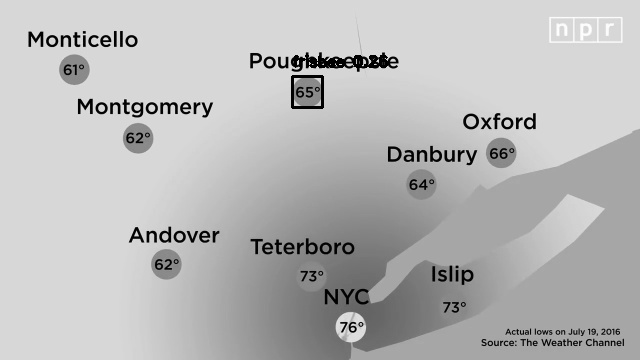 npr
Monticello
61°
Poughkeepsie
65°
Montgomery
62°
Oxford
66°
Danbury
64°
Andover
62°
Teterboro
73°
Islip
73°
NYC
76°
Actual lows on July 19, 2016
Source: The Weather Channel